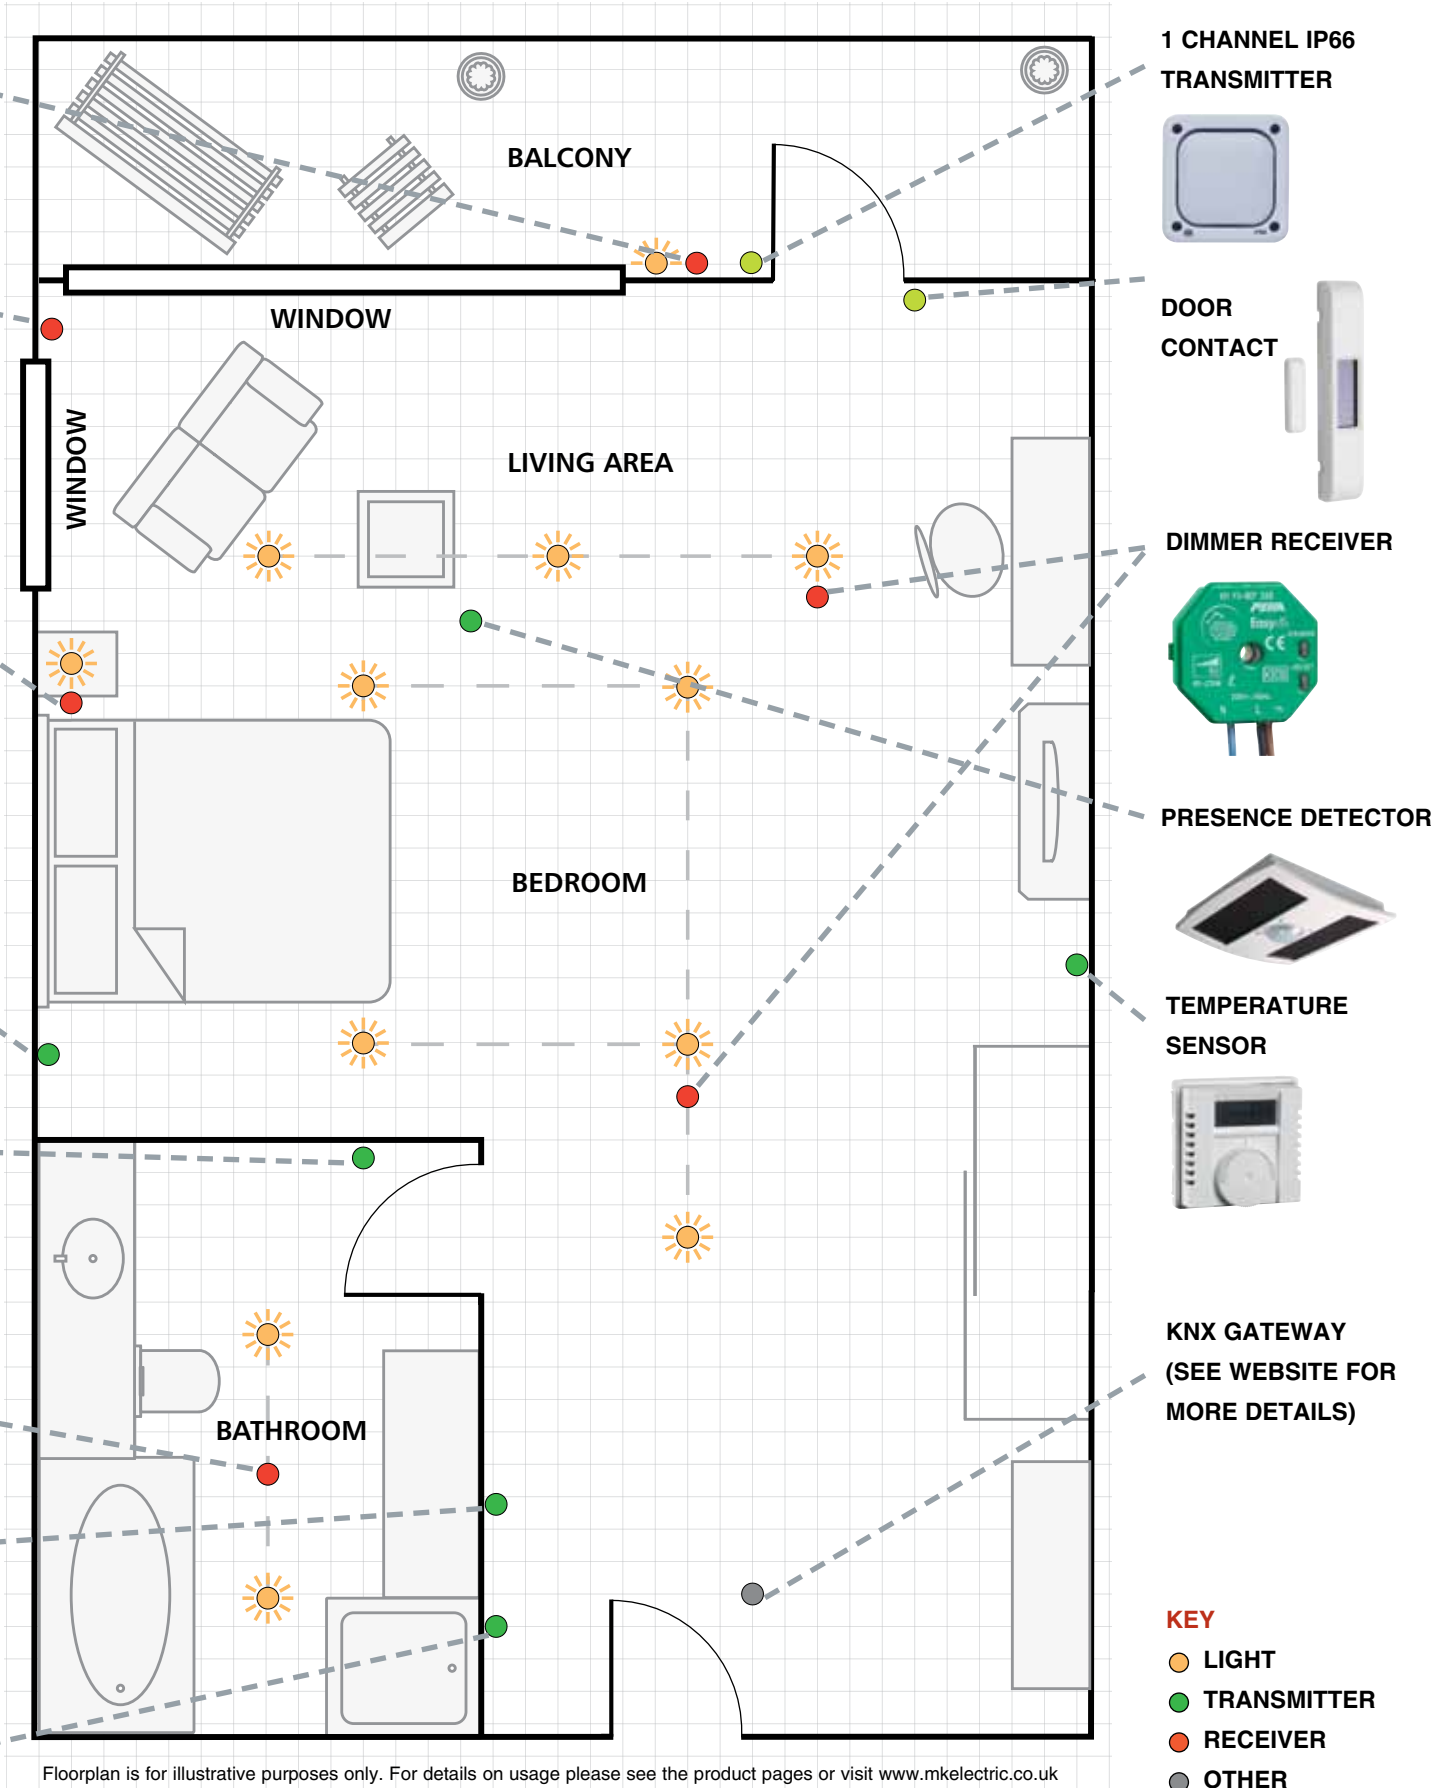 1 CHANNEL IP66
TRANSMITTER
BALCONY
DOOR
CONTACT
WINDOW
WINDOW
LIVING AREA
DIMMER RECEIVER
PRESENCE DETECTOR
BEDROOM
TEMPERATURE
SENSOR
KNX GATEWAY
(SEE WEBSITE FOR
MORE DETAILS)
BATHROOM
KEY
LIGHT
TRANSMITTER
RECEIVER
OTHER
Floorplan is for illustrative purposes only. For details on usage please see the product pages or visit www.mkelectric.co.uk